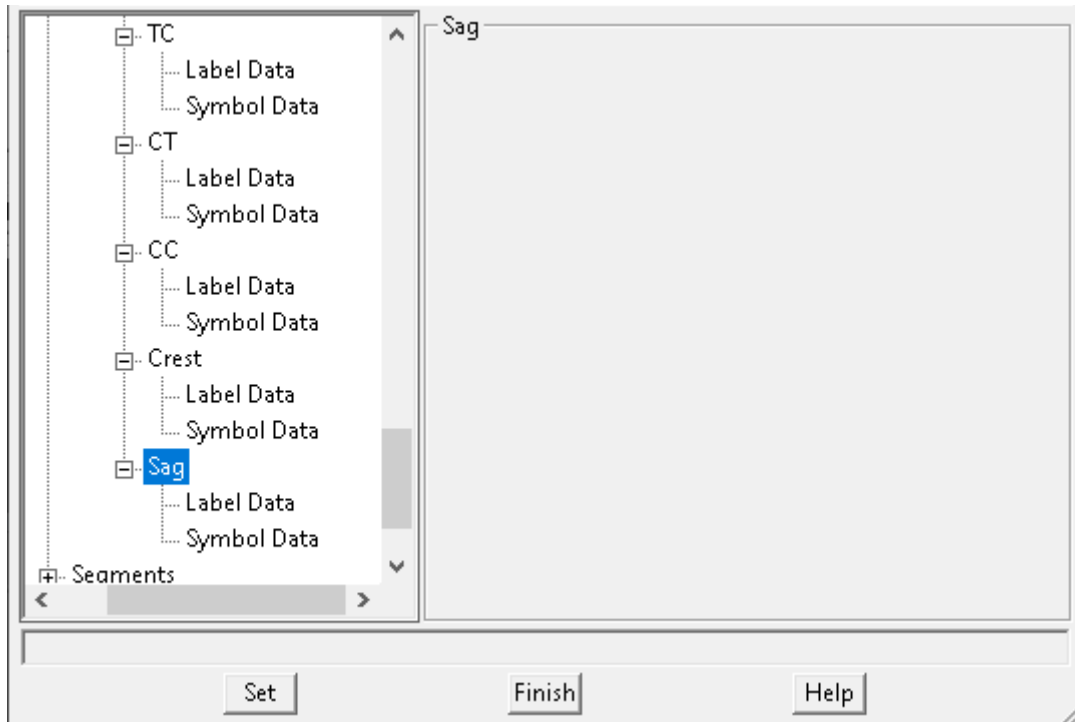 TC
Label Data
Symbol Data
CT
Label Data
Symbol Data
CC
Label Data
Symbol Data
Crest
Label Data
Symbol Data
Sag
Label Data
Symbol Data
Segments
Sag
Set
Finish
Help